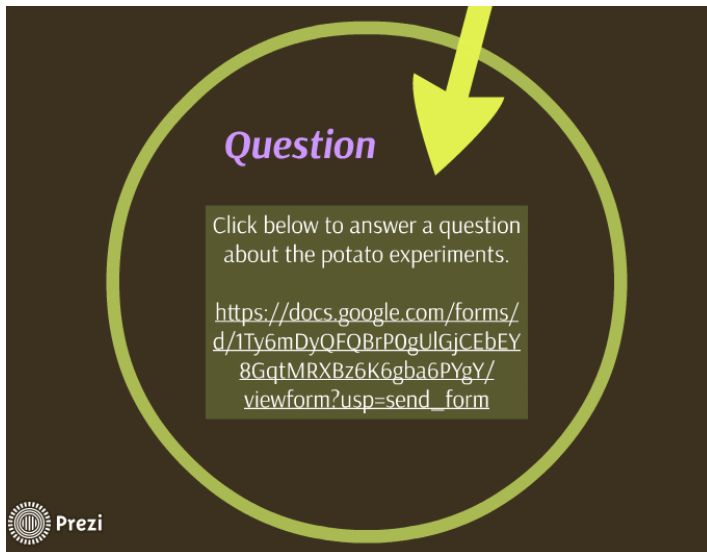 Question
Click below to answer a question
about the potato experiments.
https://docs.google.com/forms/
d/1Ty6mDyQFQBrP0gUlGjCEbEY
8GqtMRXBz6K6gba6PYgY/
viewform?usp=send_form
Prezi